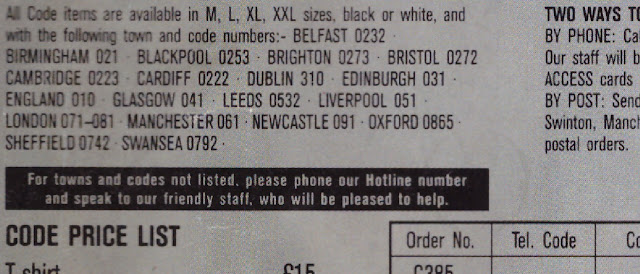 All Code items are available in M, L, XL, XXL sizes, black or white, and
with the following town and code numbers:- BELFAST 0232 ·
BIRMINGHAM 021 · BLACKPOOL 0253 · BRIGHTON 0273 · BRISTOL 0272
CAMBRIDGE 0223 · CARDIFF 0222 · DUBLIN 310 · EDINBURGH 031 ·
ENGLAND 010 · GLASGOW 041 · LEEDS 0532 · LIVERPOOL 051 ·
LONDON 071–081 · MANCHESTER 061 · NEWCASTLE 091 · OXFORD 0865 ·
SHEFFIELD 0742 · SWANSEA 0792 ·
For towns and codes not listed, please phone our Hotline number
and speak to our friendly staff, who will be pleased to help.
CODE PRICE LIST
T shirt £15
TWO WAYS
BY PHONE:
Our staff will
ACCESS cards
BY POST: Send
Swinton,
postal orders.
Order No. Tel. Code